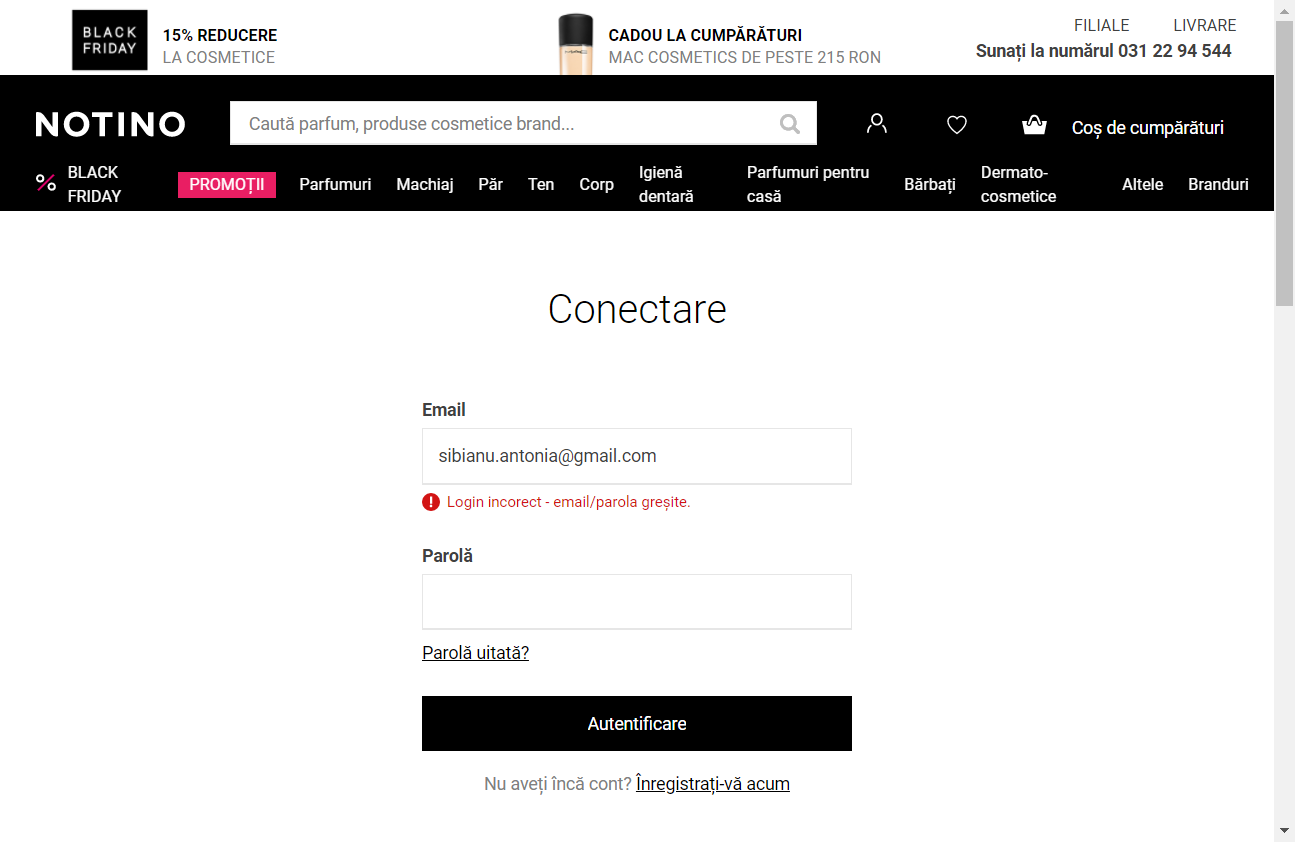 BLACK
FRIDAY
15% REDUCERE
LA COSMETICE
CADOU LA CUMPĂRĂTURI
MAC COSMETICS DE PESTE 215 RON
FILIALE
LIVRARE
Sunați la numărul 031 22 94 544
NOTINO
Caută parfum, produse cosmetice brand...
Coș de cumpărături
BLACK
FRIDAY
PROMOȚII
Parfumuri
Machiaj
Păr
Ten
Corp
Igienă
dentară
Parfumuri pentru
casă
Bărbați
Dermato-
cosmetice
Altele
Branduri
Conectare
Email
sibianu.antonia@gmail.com
Login incorect - email/parola greșite.
Parolă
Parolă uitată?
Autentificare
Nu aveți încă cont? Înregistrați-vă acum